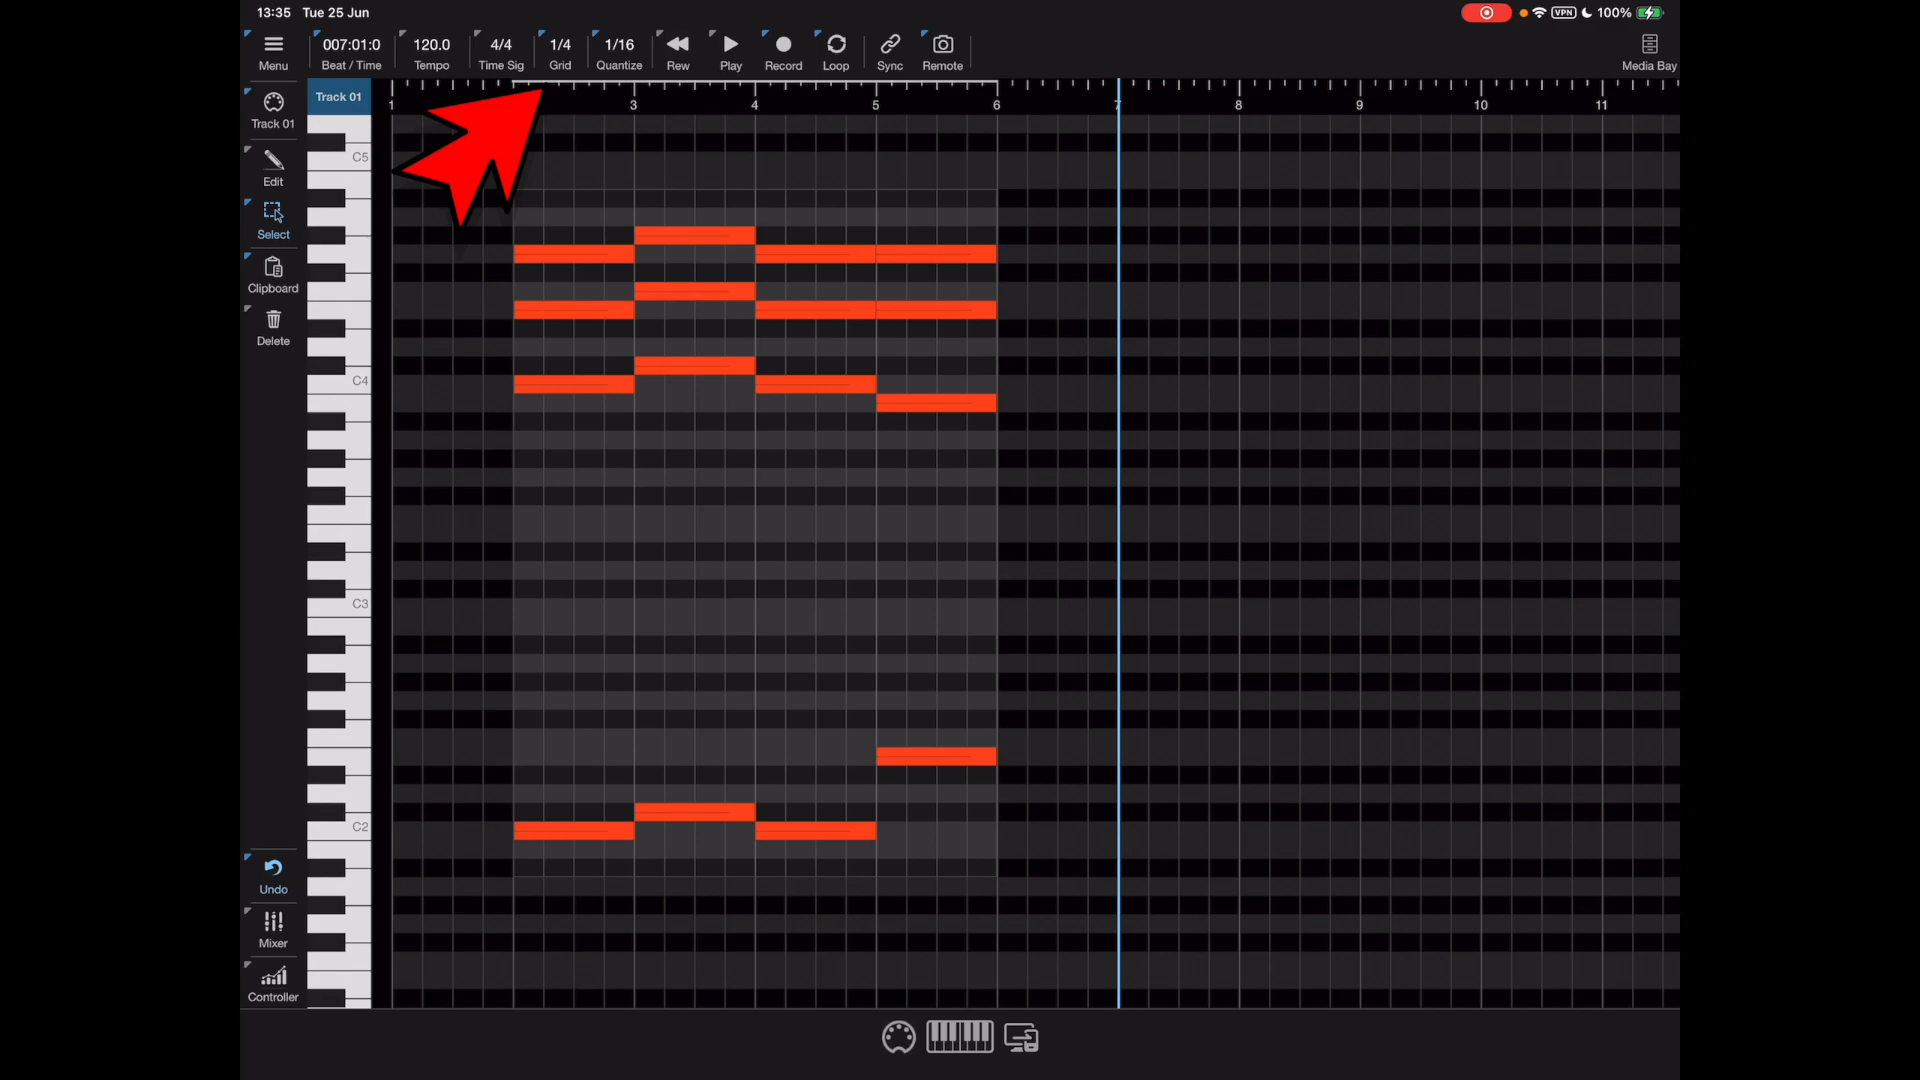 13:35 Tue 25 Jun
VPN 100%
007:01:0 120.0 4/4 1/4 1/16
Menu Beat / Time Tempo Time Sig Grid Quantize Rew Play Record Loop Sync Remote Media Bay
Track 01
1 3 4 5 6 7 8 9 10 11
Track 01
C5
Edit
Select
Clipboard
Delete
C4
C3
C2
Undo
Mixer
Controller